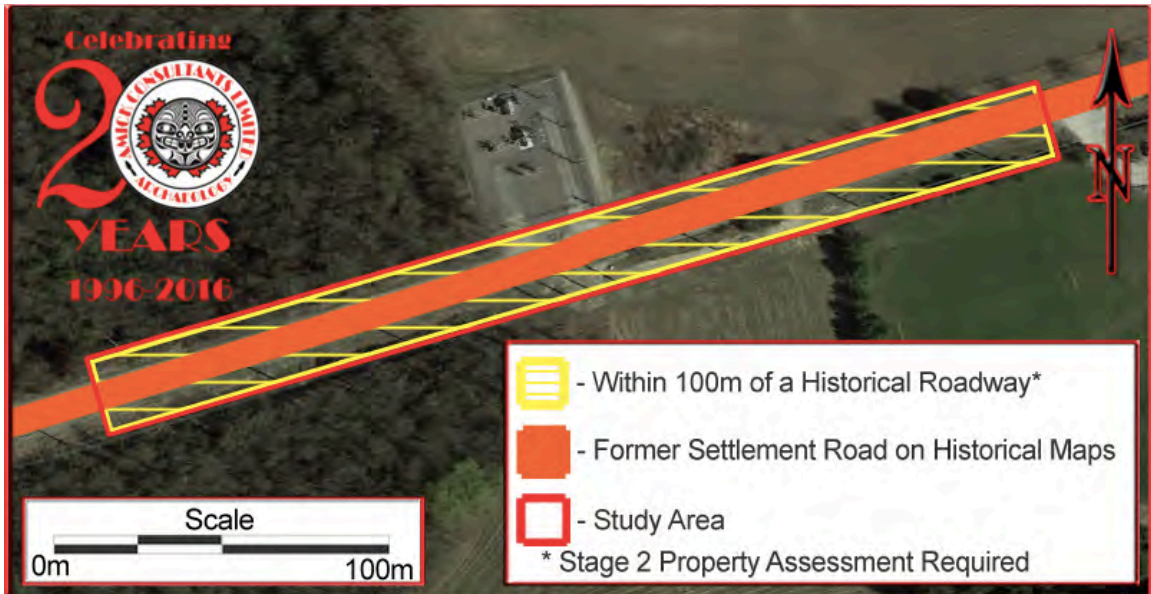 Celebrating
20
AMICK CONSULTANTS LIMITED
ARCHAEOLOGY
YEARS
1996-2016
N
- Within 100m of a Historical Roadway*
- Former Settlement Road on Historical Maps
- Study Area
* Stage 2 Property Assessment Required
Scale
0m 100m